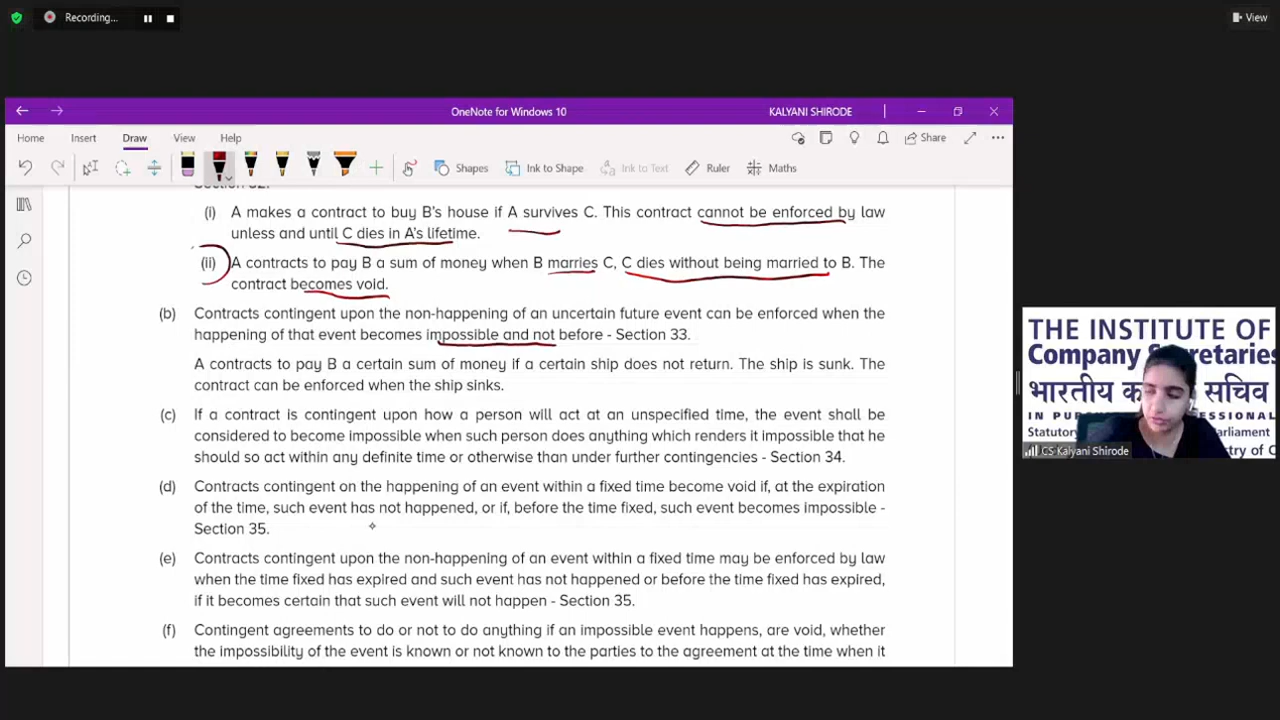 Recording...
View
OneNote for Windows 10
KALYANI SHIRODE
Home Insert Draw View Help
Share
Shapes Ink to Shape Ink to Text Ruler Maths
(i) A makes a contract to buy B's house if A survives C. This contract cannot be enforced by law
unless and until C dies in A's lifetime.
(ii) A contracts to pay B a sum of money when B marries C, C dies without being married to B. The
contract becomes void.
(b) Contracts contingent upon the non-happening of an uncertain future event can be enforced when the
happening of that event becomes impossible and not before - Section 33.
A contracts to pay B a certain sum of money if a certain ship does not return. The ship is sunk. The
contract can be enforced when the ship sinks.
(c) If a contract is contingent upon how a person will act at an unspecified time, the event shall be
considered to become impossible when such person does anything which renders it impossible that he
should so act within any definite time or otherwise than under further contingencies - Section 34.
(d) Contracts contingent on the happening of an event within a fixed time become void if, at the expiration
of the time, such event has not happened, or if, before the time fixed, such event becomes impossible -
Section 35.
(e) Contracts contingent upon the non-happening of an event within a fixed time may be enforced by law
when the time fixed has expired and such event has not happened or before the time fixed has expired,
if it becomes certain that such event will not happen - Section 35.
(f) Contingent agreements to do or not to do anything if an impossible event happens, are void, whether
the impossibility of the event is known or not known to the parties to the agreement at the time when it
THE INSTITUTE OF
Company Secretaries
भारतीय सचिव
IN
Statutory Parliament
CS Kalyani Shirode